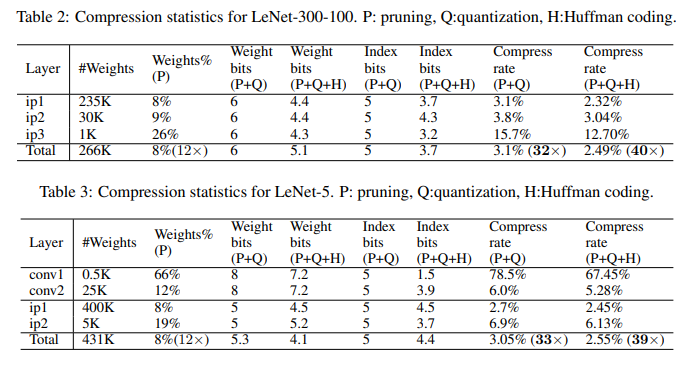 Table 2: Compression statistics for LeNet-300-100. P: pruning, Q:quantization, H:Huffman coding.
Layer #Weights Weights% (P) Weight bits (P+Q) Weight bits (P+Q+H) Index bits (P+Q) Index bits (P+Q+H) Compress rate (P+Q) Compress rate (P+Q+H)
ip1 235K 8% 6 4.4 5 3.7 3.1% 2.32%
ip2 30K 9% 6 4.4 5 4.3 3.8% 3.04%
ip3 1K 26% 6 4.3 5 3.2 15.7% 12.70%
Total 266K 8%(12×) 6 5.1 5 3.7 3.1% (32×) 2.49% (40×)
Table 3: Compression statistics for LeNet-5. P: pruning, Q:quantization, H:Huffman coding.
Layer #Weights Weights% (P) Weight bits (P+Q) Weight bits (P+Q+H) Index bits (P+Q) Index bits (P+Q+H) Compress rate (P+Q) Compress rate (P+Q+H)
conv1 0.5K 66% 8 7.2 5 1.5 78.5% 67.45%
conv2 25K 12% 8 7.2 5 3.9 6.0% 5.28%
ip1 400K 8% 5 4.5 5 4.5 2.7% 2.45%
ip2 5K 19% 5 5.2 5 3.7 6.9% 6.13%
Total 431K 8%(12×) 5.3 4.1 5 4.4 3.05% (33×) 2.55% (39×)